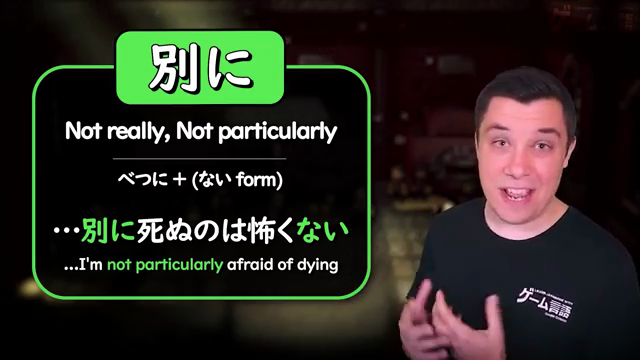 別に
Not really, Not particularly
べつに + (ない form)
…別に死ぬのは怖くない
...I'm not particularly afraid of dying
ゲーム言語